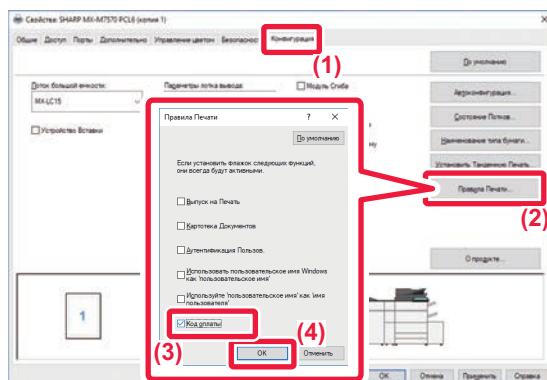 Свойства: SHARP MX-M7570 PCL6 (копия 1)
Общие Доступ Порты Дополнительно Управление цветом Безопасность Конфигурация
(1)
По умолчанию
Лоток большой емкости:
Параметры лотка вывода:
Модуль Сгиба
MX-LC15
Автоконфигурация...
Устройство Вставки
Состояние Лотков...
Наименование типа бумаги...
Установить Тандемную Печать...
Правила Печати...
(2)
Правила Печати ? ×
По умолчанию
Если установить флажок следующих функций,
они всегда будут активными.
Выпуск на Печать
Картотека Документов
Аутентификация Пользов.
Использовать пользовательское имя Windows
как 'пользовательское имя'
Используйте 'пользовательское имя' как 'имя
пользователя'
Код оплаты
(3)
(4)
OK Отменить
О продукте...
1
OK Отмена Применить Справка